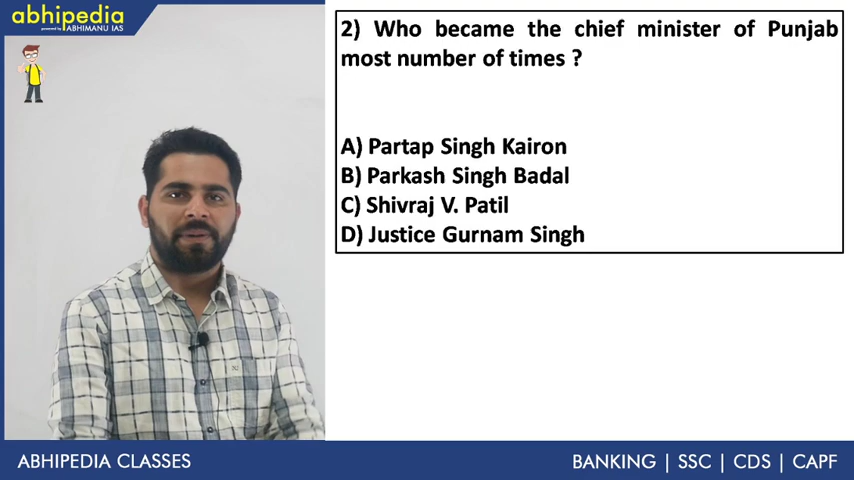 abhipedia
powered by ABHIMANU IAS
2) Who became the chief minister of Punjab
most number of times ?
A) Partap Singh Kairon
B) Parkash Singh Badal
C) Shivraj V. Patil
D) Justice Gurnam Singh
ABHIPEDIA CLASSES
BANKING | SSC | CDS | CAPF